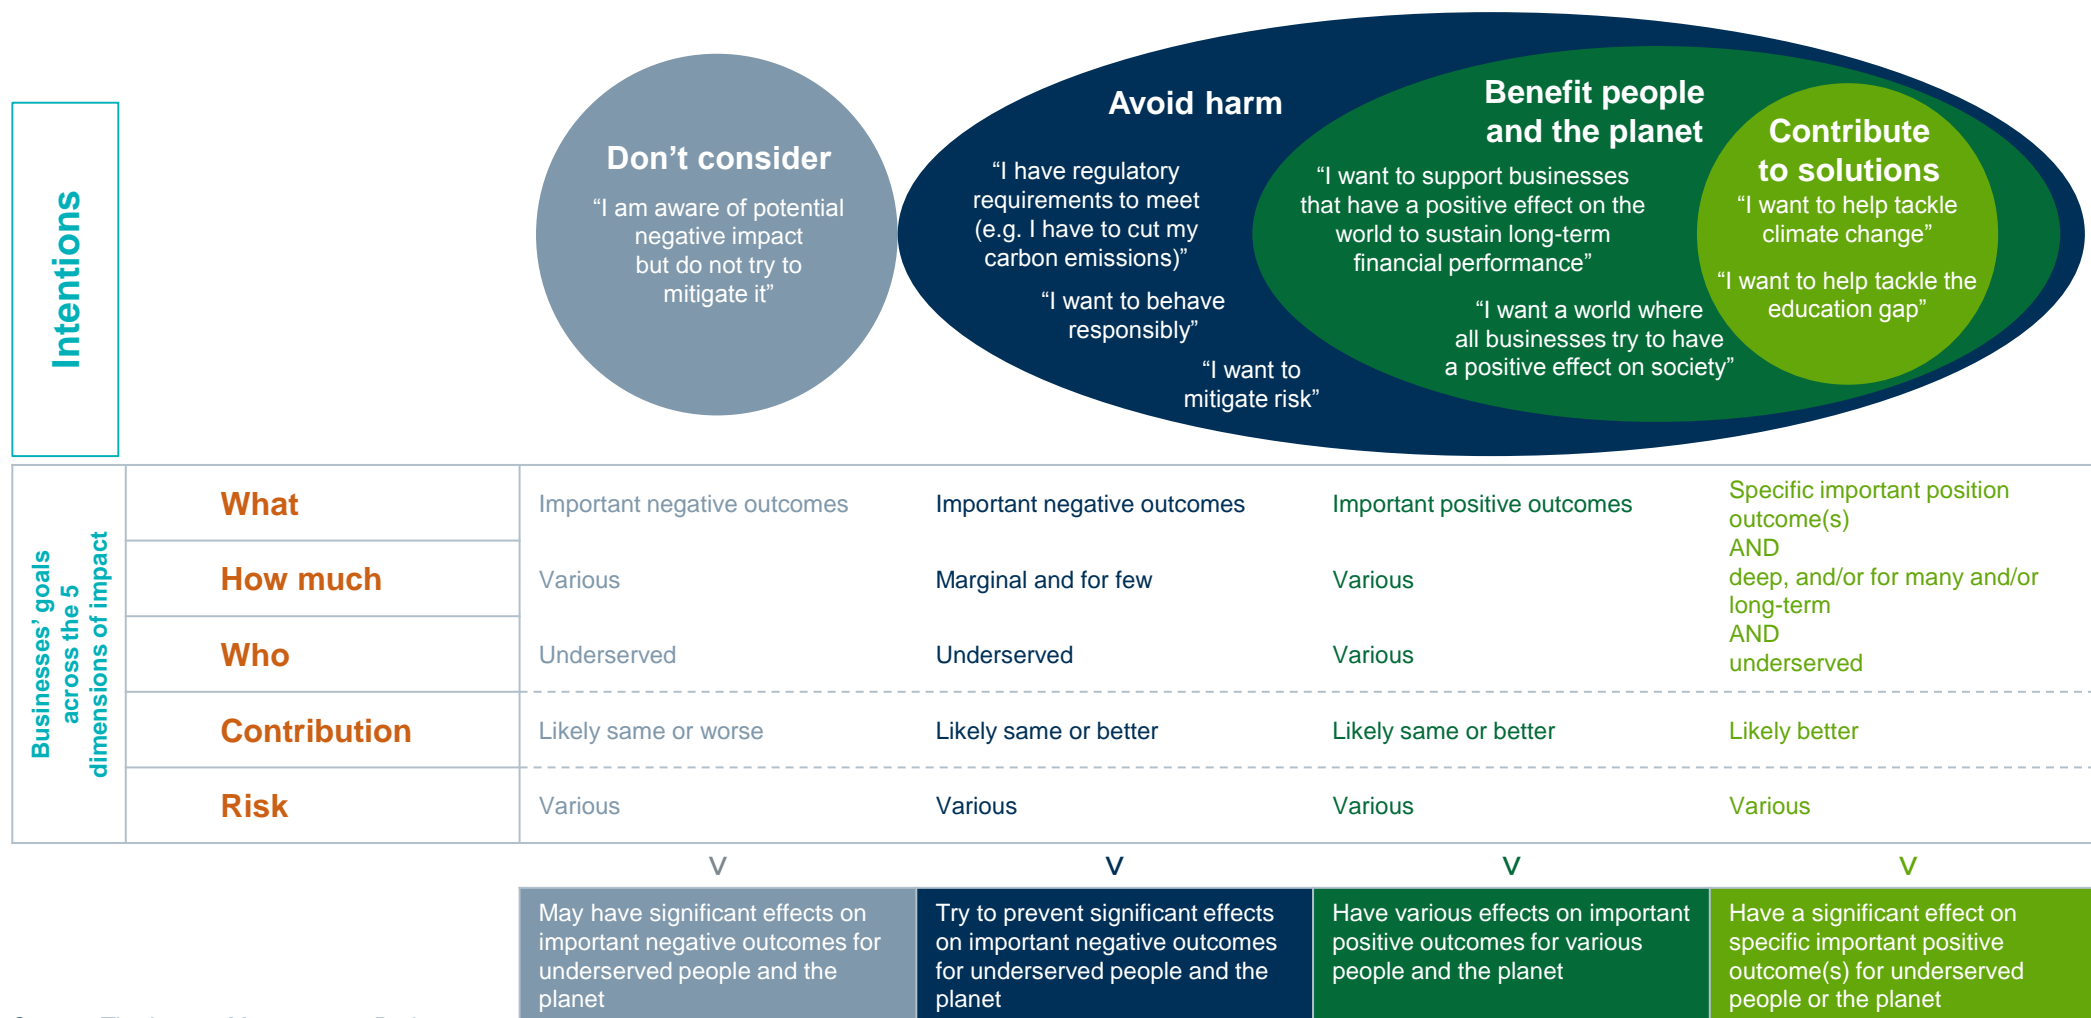 Intentions
Don’t consider
“I am aware of potential
negative impact
but do not try to
mitigate it”
Avoid harm
“I have regulatory
requirements to meet
(e.g. I have to cut my
carbon emissions)”
“I want to behave
responsibly”
“I want to
mitigate risk”
Benefit people
and the planet
“I want to support businesses
that have a positive effect on the
world to sustain long-term
financial performance”
“I want a world where
all businesses try to have
a positive effect on society”
Contribute
to solutions
“I want to help tackle
climate change”
“I want to help tackle the
education gap”
Businesses’ goals
across the 5
dimensions of impact
What
Important negative outcomes
Important negative outcomes
Important positive outcomes
Specific important position
outcome(s)
AND
deep, and/or for many and/or
long-term
AND
underserved
How much
Various
Marginal and for few
Various
Who
Underserved
Underserved
Various
Contribution
Likely same or worse
Likely same or better
Likely same or better
Likely better
Risk
Various
Various
Various
Various
May have significant effects on
important negative outcomes for
underserved people and the
planet
Try to prevent significant effects
on important negative outcomes
for underserved people and the
planet
Have various effects on important
positive outcomes for various
people and the planet
Have a significant effect on
specific important positive
outcome(s) for underserved
people or the planet